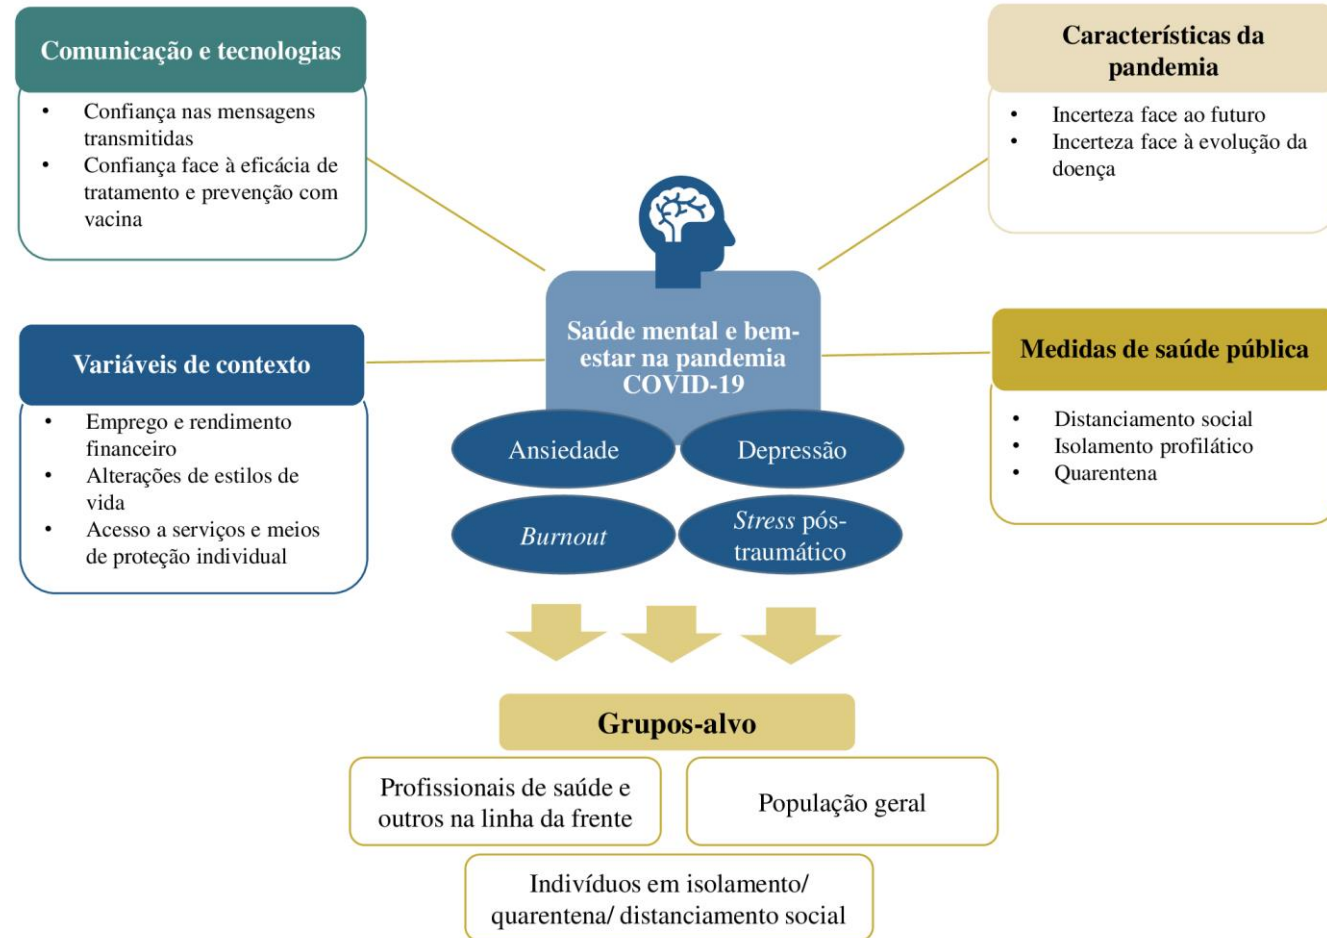 Comunicação e tecnologias
• Confiança nas mensagens
transmitidas
• Confiança face à eficácia de
tratamento e prevenção com
vacina
Características da
pandemia
• Incerteza face ao futuro
• Incerteza face à evolução da
doença
Saúde mental e bem-
estar na pandemia
COVID-19
Variáveis de contexto
• Emprego e rendimento
financeiro
• Alterações de estilos de
vida
• Acesso a serviços e meios
de proteção individual
Medidas de saúde pública
• Distanciamento social
• Isolamento profilático
• Quarentena
Ansiedade
Depressão
Burnout
Stress pós-
traumático
Grupos-alvo
Profissionais de saúde e
outros na linha da frente
População geral
Indivíduos em isolamento/
quarentena/ distanciamento social